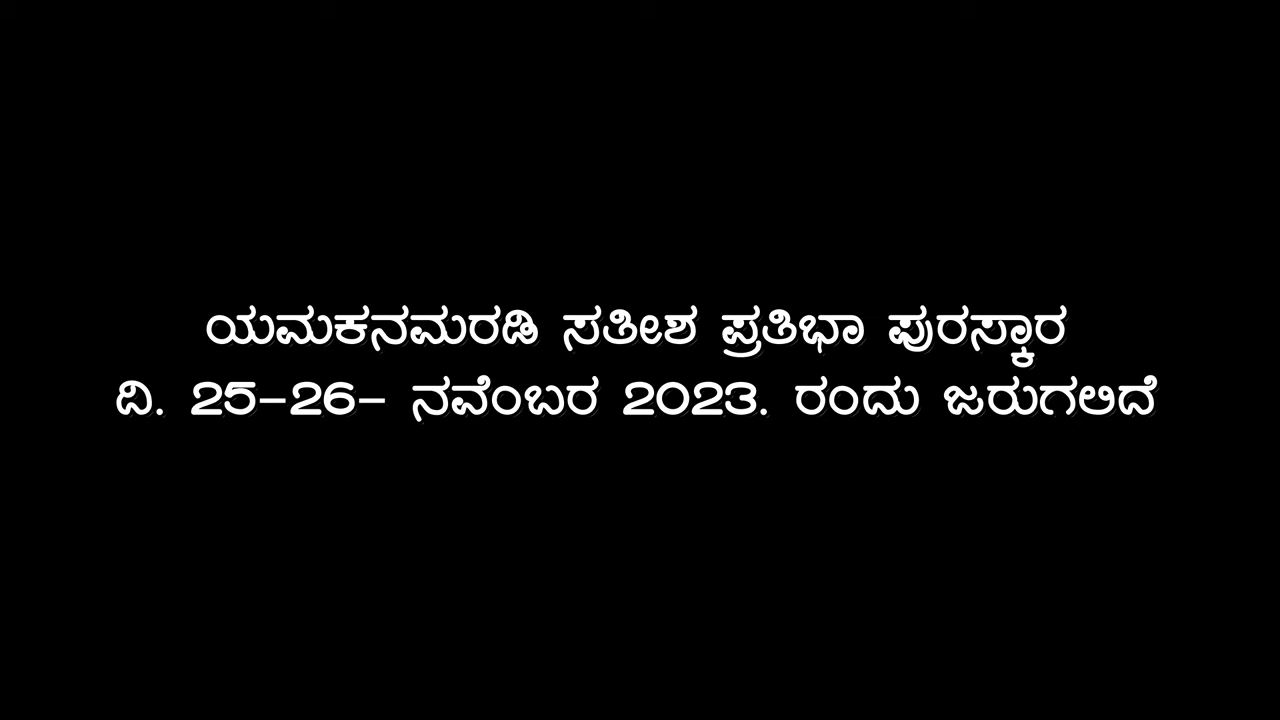 ಯಮಕನಮರಡಿ ಸತೀಶ ಪ್ರತಿಭಾ ಪುರಸ್ಕಾರ
ದಿ. 25-26- ನವೆಂಬರ 2023. ರಂದು ಜರುಗಲಿದೆ